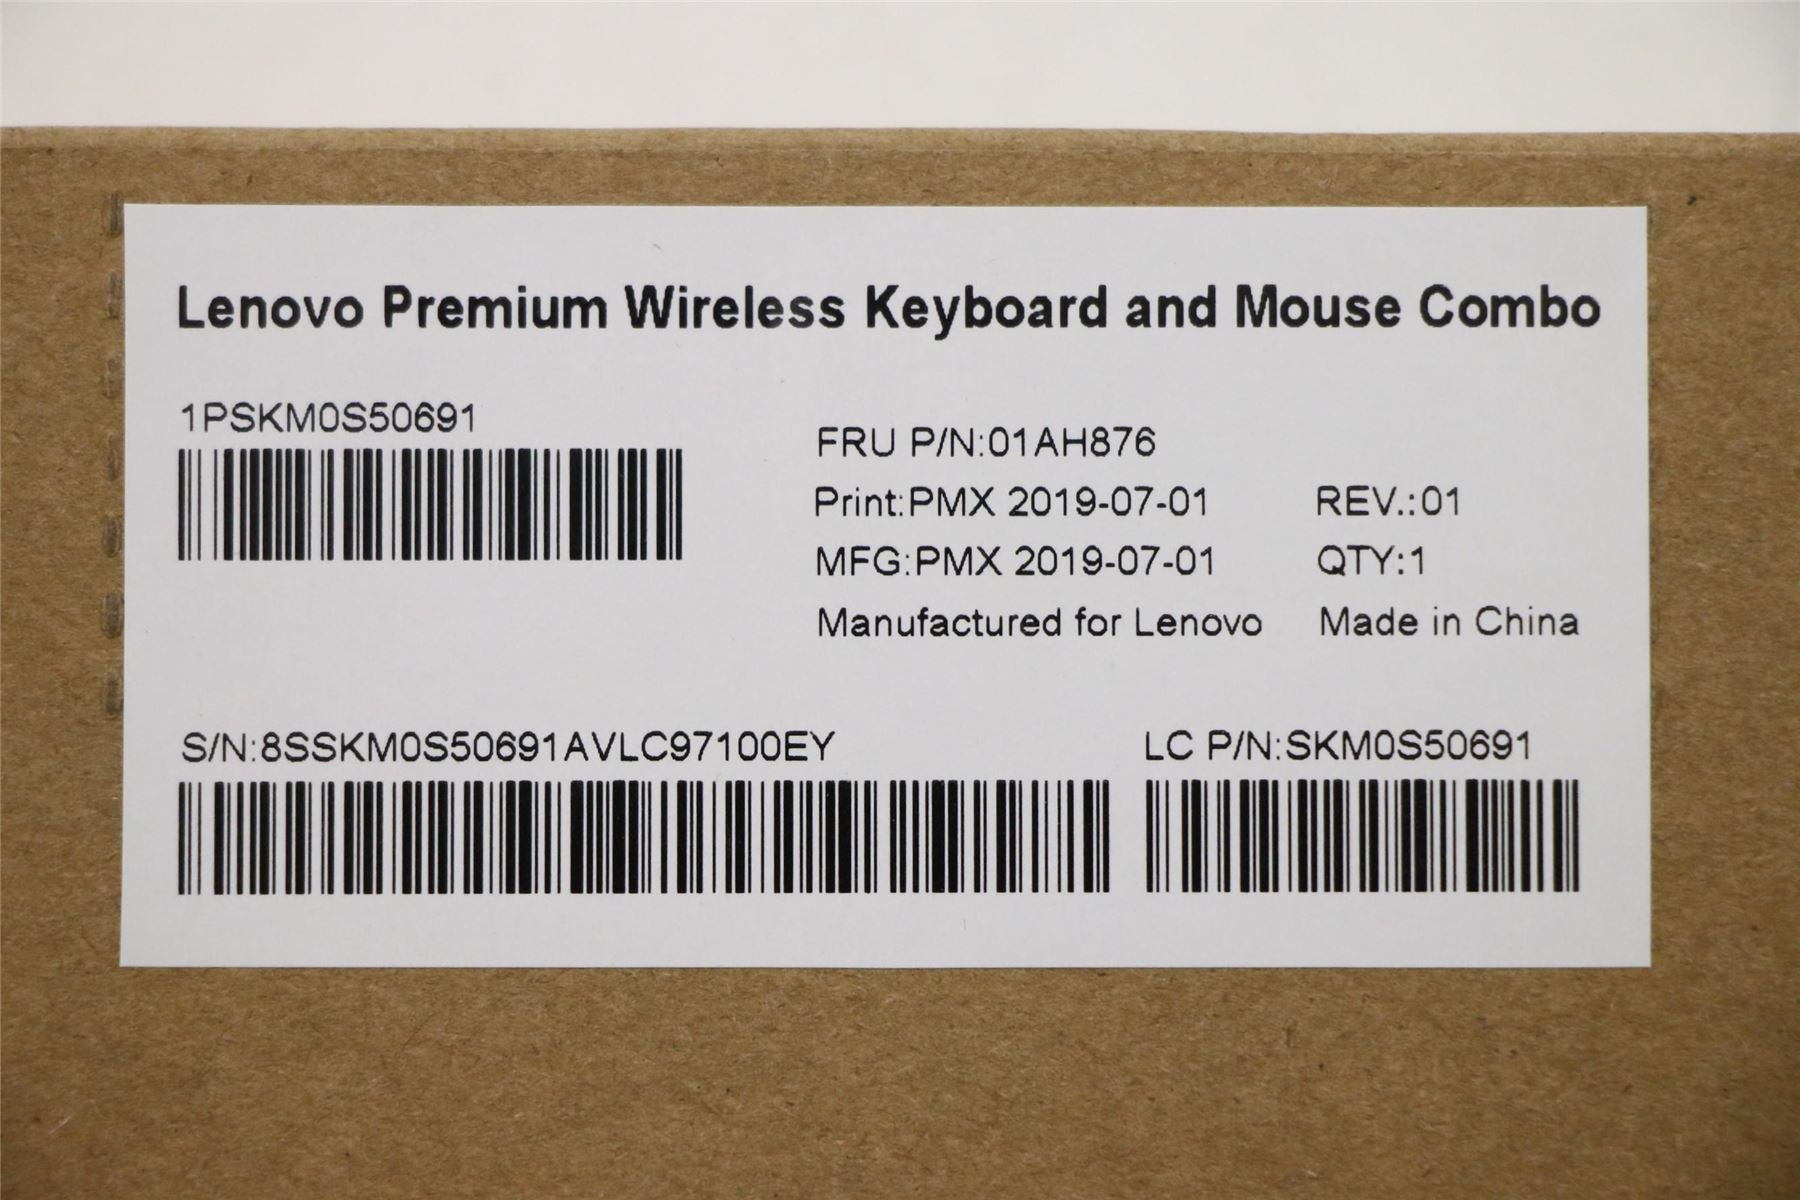 Lenovo Premium Wireless Keyboard and Mouse Combo
1PSKM0S50691
FRU P/N:01AH876
Print:PMX 2019-07-01 REV.:01
MFG:PMX 2019-07-01 QTY:1
Manufactured for Lenovo Made in China
S/N:8SSKM0S50691AVLC97100EY LC P/N:SKM0S50691